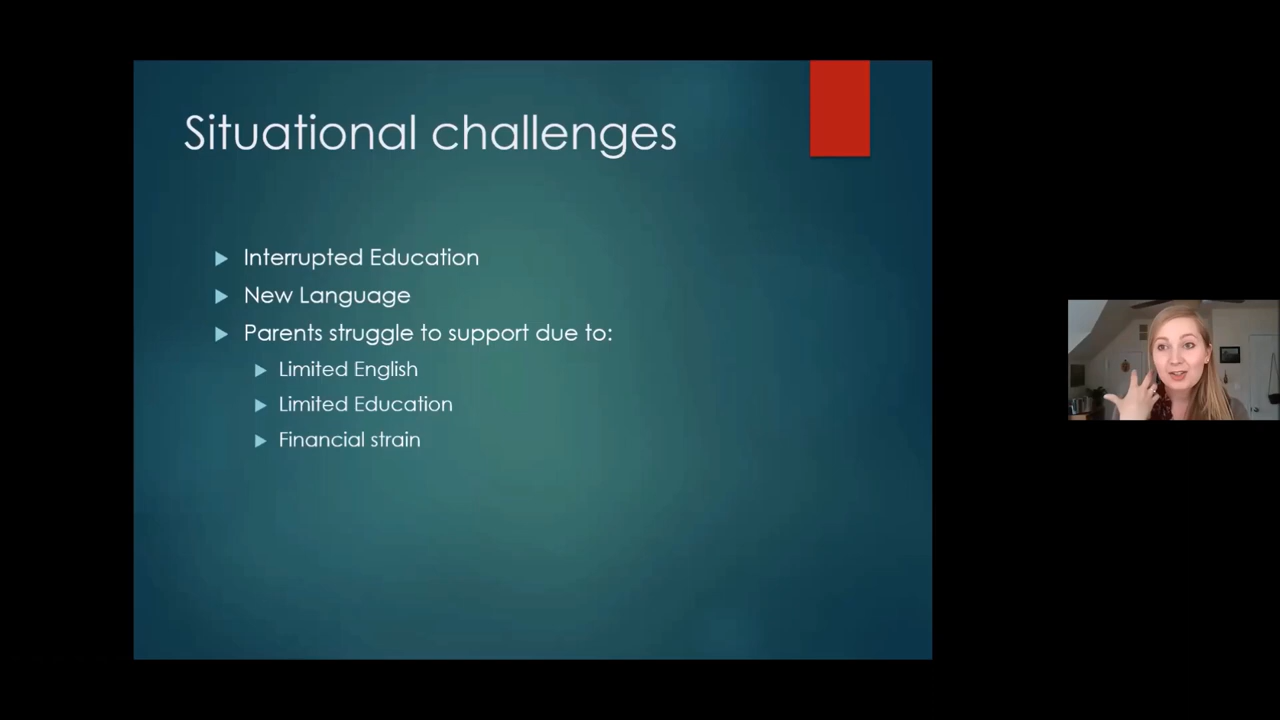 Situational challenges
Interrupted Education
New Language
Parents struggle to support due to:
Limited English
Limited Education
Financial strain